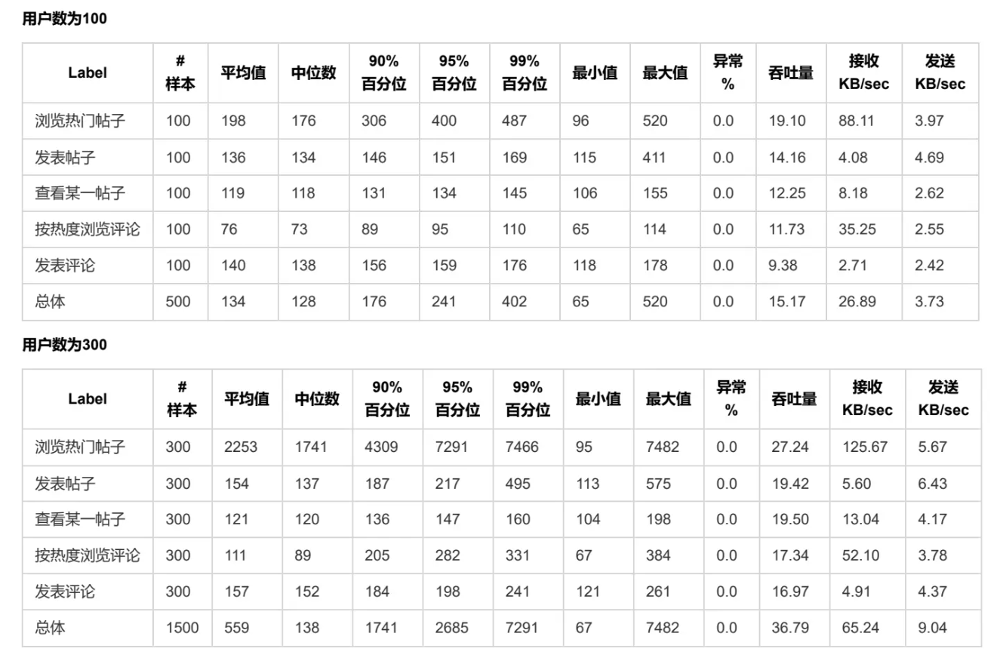 用户数为100
Label # 样本 平均值 中位数 90% 百分位 95% 百分位 99% 百分位 最小值 最大值 异常 % 吞吐量 接收 KB/sec 发送 KB/sec
浏览热门帖子 100 198 176 306 400 487 96 520 0.0 19.10 88.11 3.97
发表帖子 100 136 134 146 151 169 115 411 0.0 14.16 4.08 4.69
查看某一帖子 100 119 118 131 134 145 106 155 0.0 12.25 8.18 2.62
按热度浏览评论 100 76 73 89 95 110 65 114 0.0 11.73 35.25 2.55
发表评论 100 140 138 156 159 176 118 178 0.0 9.38 2.71 2.42
总体 500 134 128 176 241 402 65 520 0.0 15.17 26.89 3.73
用户数为300
Label # 样本 平均值 中位数 90% 百分位 95% 百分位 99% 百分位 最小值 最大值 异常 % 吞吐量 接收 KB/sec 发送 KB/sec
浏览热门帖子 300 2253 1741 4309 7291 7466 95 7482 0.0 27.24 125.67 5.67
发表帖子 300 154 137 187 217 495 113 575 0.0 19.42 5.60 6.43
查看某一帖子 300 121 120 136 147 160 104 198 0.0 19.50 13.04 4.17
按热度浏览评论 300 111 89 205 282 331 67 384 0.0 17.34 52.10 3.78
发表评论 300 157 152 184 198 241 121 261 0.0 16.97 4.91 4.37
总体 1500 559 138 1741 2685 7291 67 7482 0.0 36.79 65.24 9.04